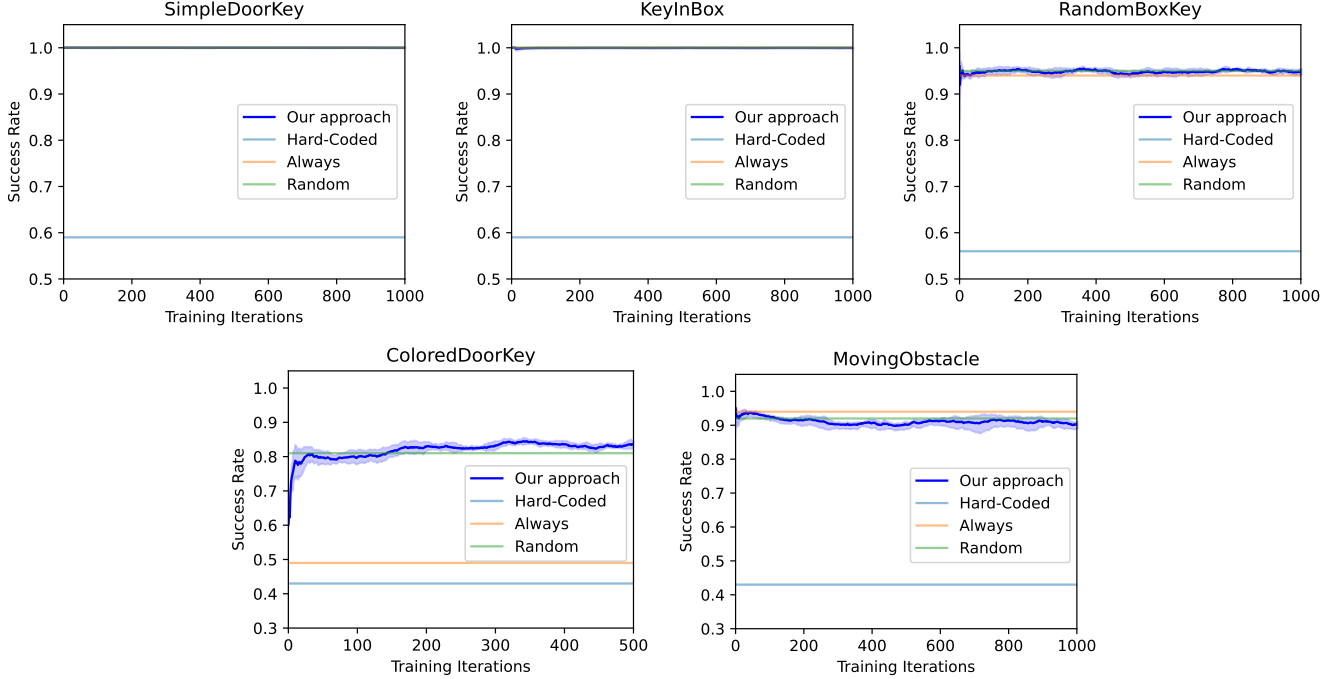 SimpleDoorKey
Success Rate
1.0
0.9
0.8
0.7
0.6
0.5
Our approach
Hard-Coded
Always
Random
0 200 400 600 800 1000
Training Iterations
KeyInBox
Success Rate
1.0
0.9
0.8
0.7
0.6
0.5
Our approach
Hard-Coded
Always
Random
0 200 400 600 800 1000
Training Iterations
RandomBoxKey
Success Rate
1.0
0.9
0.8
0.7
0.6
0.5
Our approach
Hard-Coded
Always
Random
0 200 400 600 800 1000
Training Iterations
ColoredDoorKey
Success Rate
1.0
0.9
0.8
0.7
0.6
0.5
0.4
0.3
Our approach
Hard-Coded
Always
Random
0 100 200 300 400 500
Training Iterations
MovingObstacle
Success Rate
1.0
0.9
0.8
0.7
0.6
0.5
0.4
0.3
Our approach
Hard-Coded
Always
Random
0 200 400 600 800 1000
Training Iterations